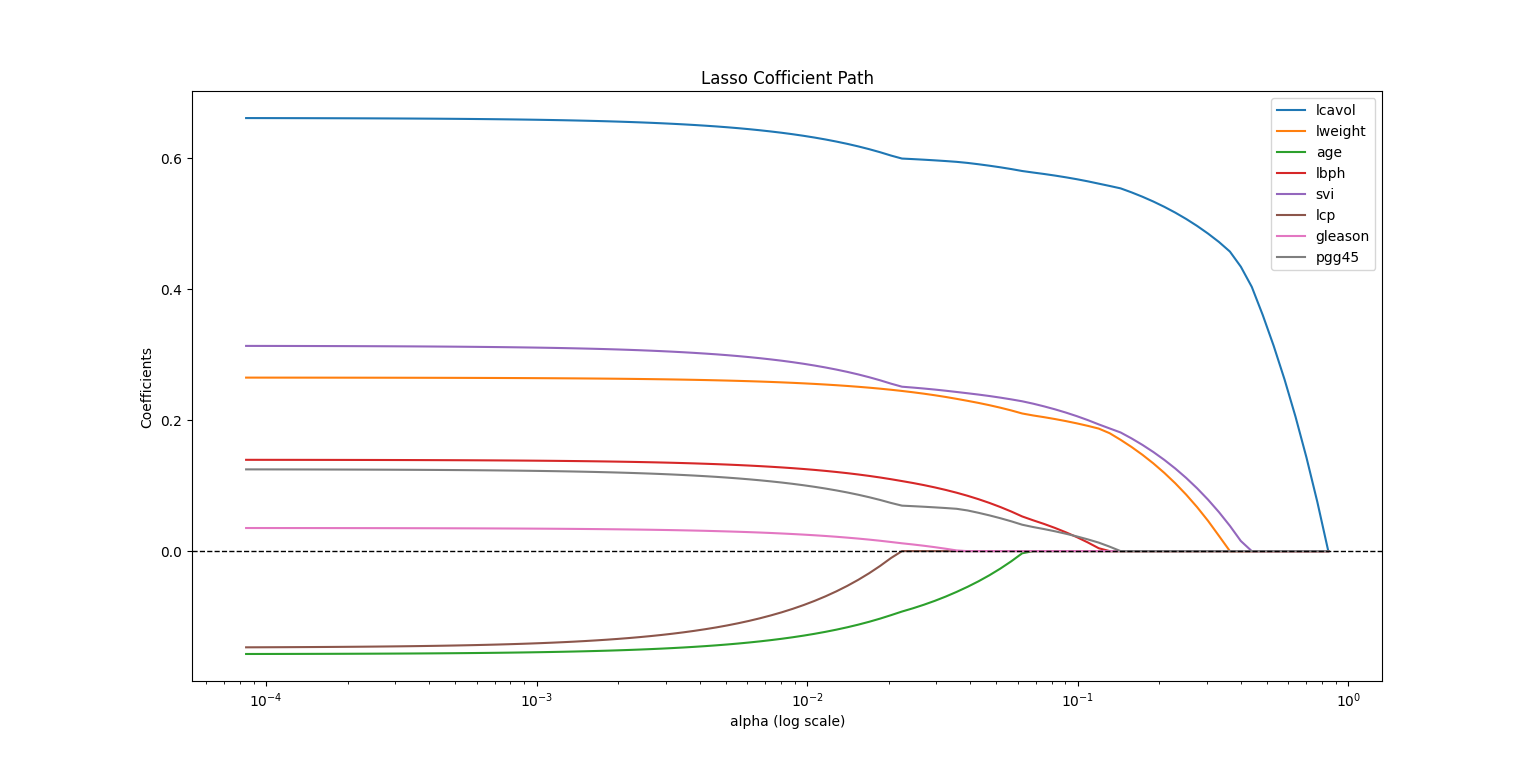 Lasso Cofficient Path
lcavol
lweight
age
lbph
svi
lcp
gleason
pgg45
0.6
0.4
0.2
0.0
Coefficients
10⁻⁴
10⁻³
10⁻²
10⁻¹
10⁰
alpha (log scale)